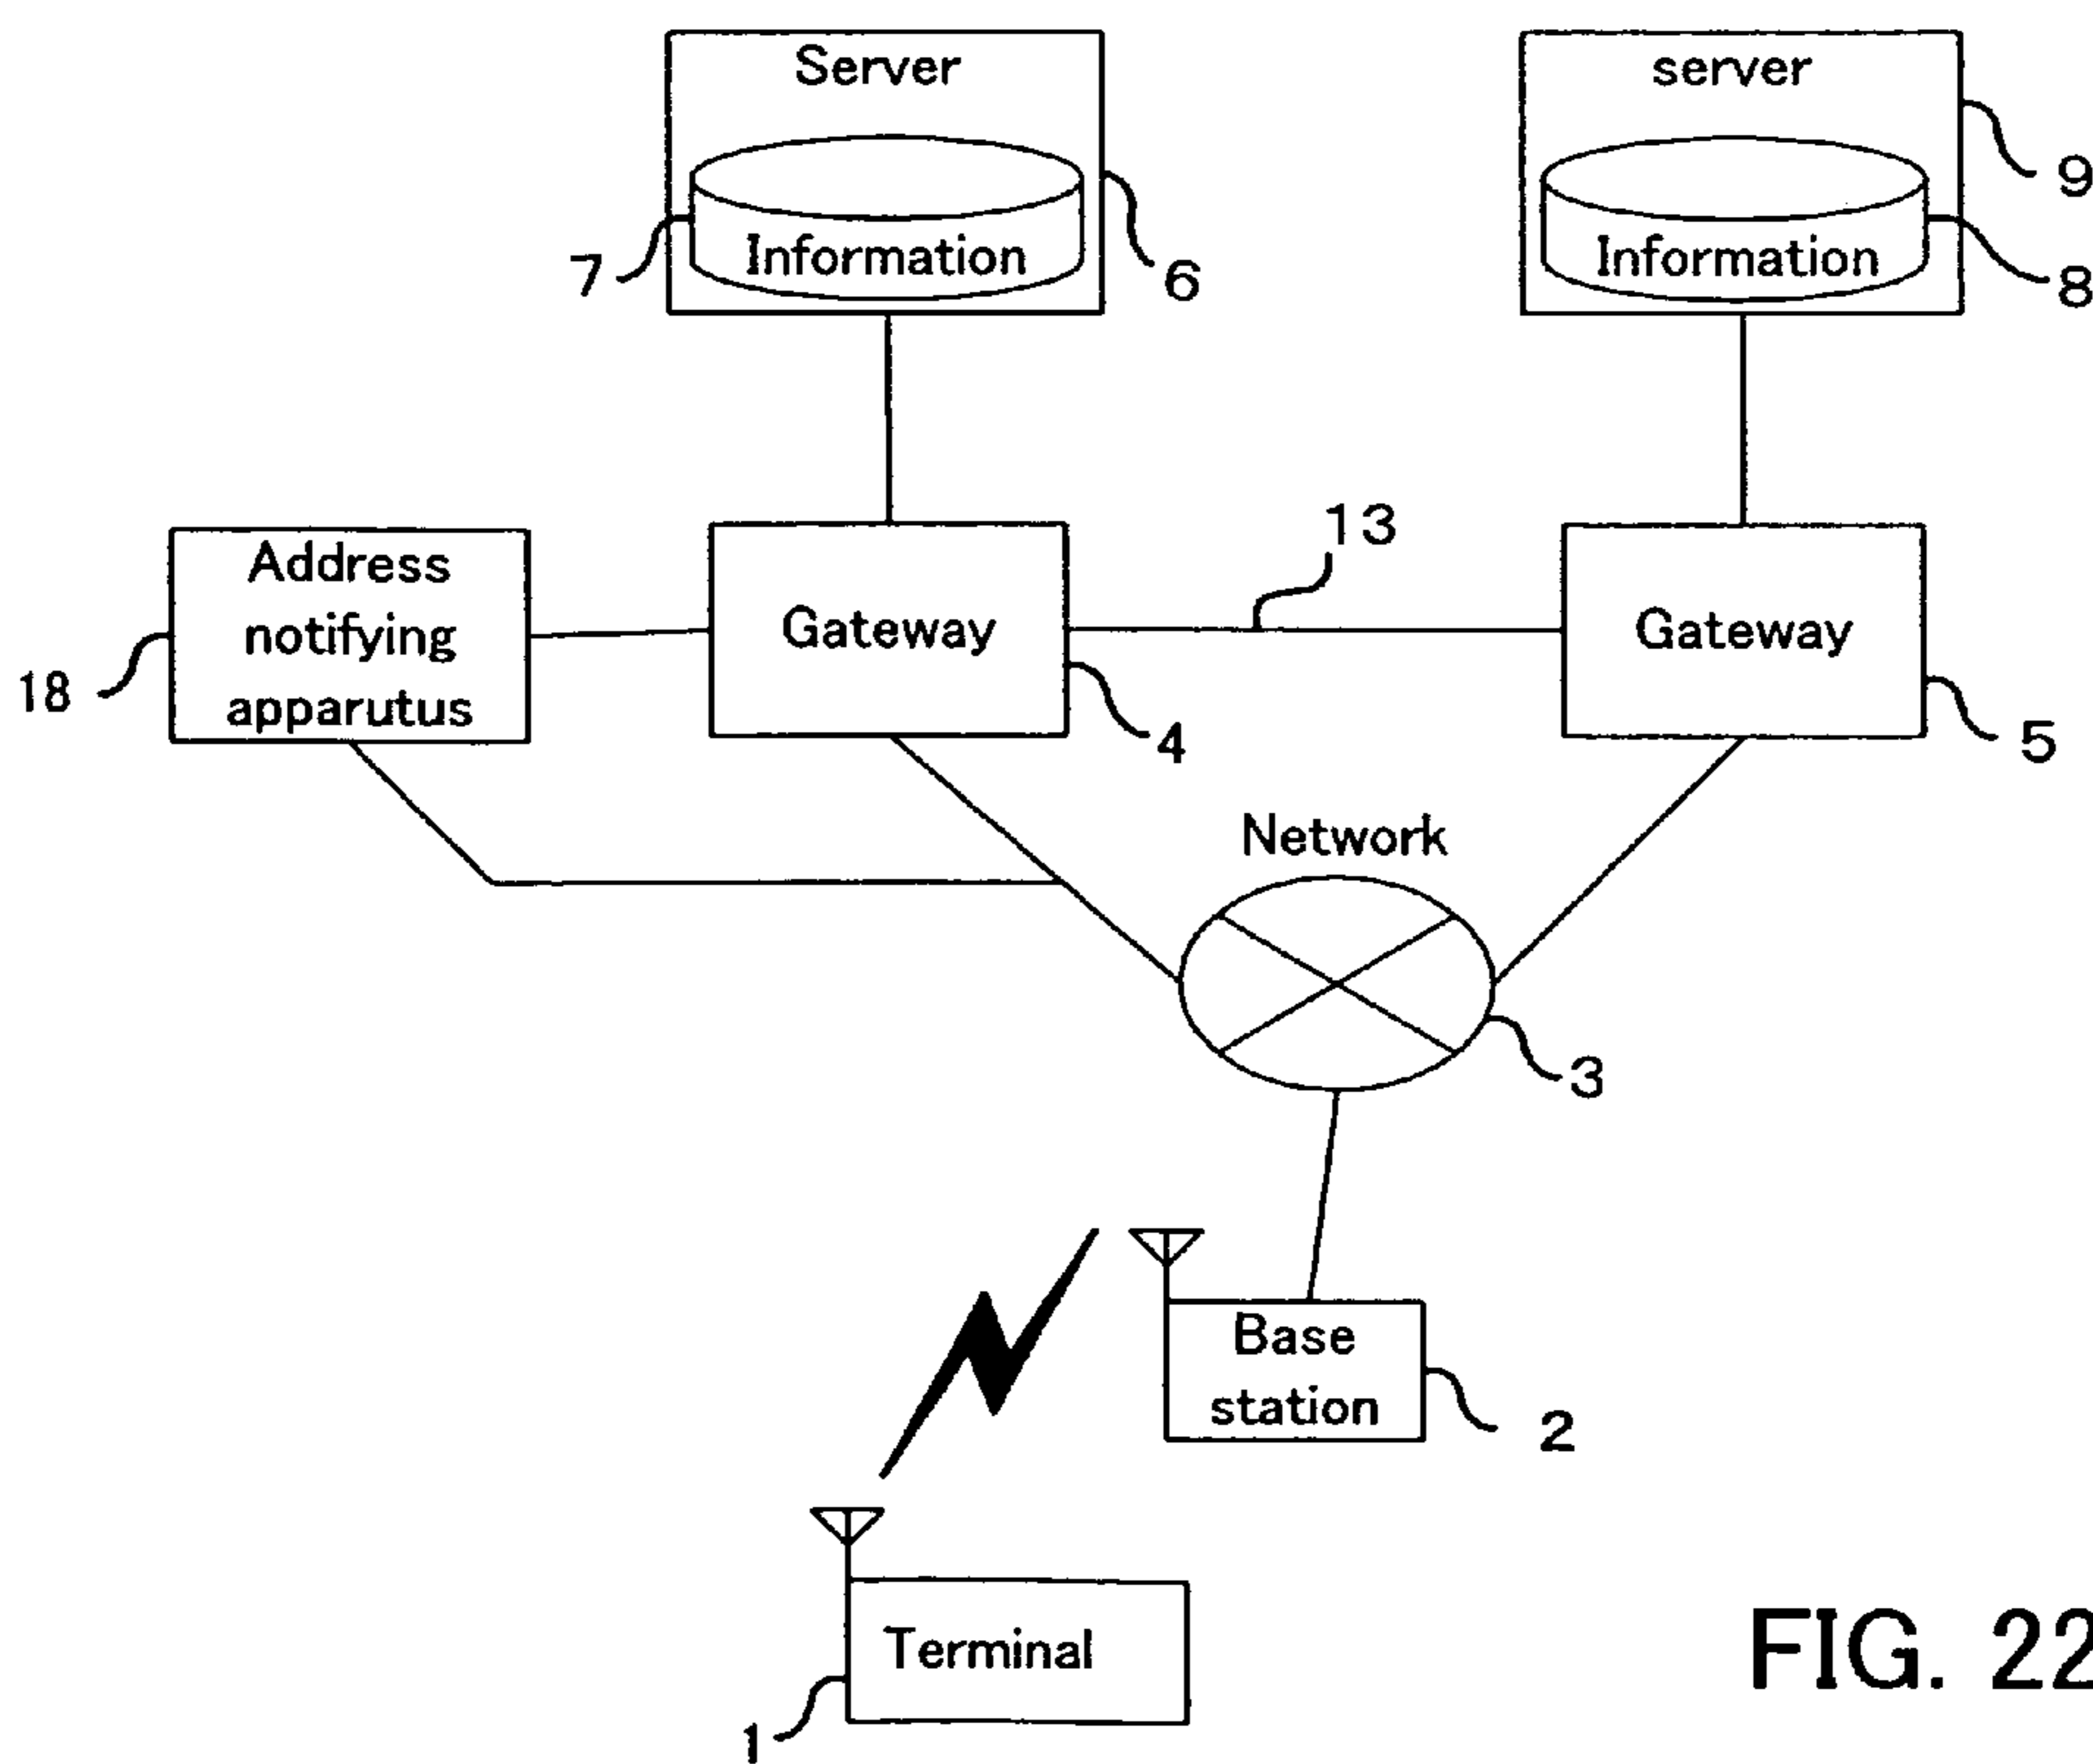 Server
server
9
7
Information
6
Information
8
13
Address
notifying
apparutus
Gateway
Gateway
18
4
5
Network
3
Base
station
2
Terminal
1
FIG. 22